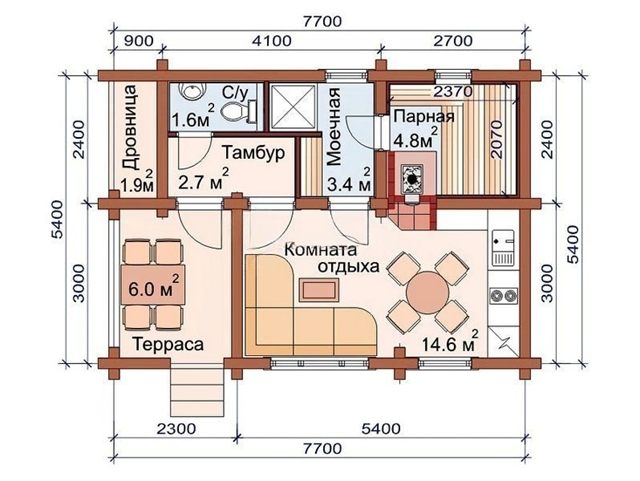 7700
900
4100
2700
5400
2400
3000
Дровница
1.9м²
С/у
1.6м²
Тамбур
2.7 м²
Моечная
3.4 м²
2370
Парная
4.8м²
2070
2400
5400
3000
6.0 м²
Терраса
Комната
отдыха
14.6 м²
2300
5400
7700